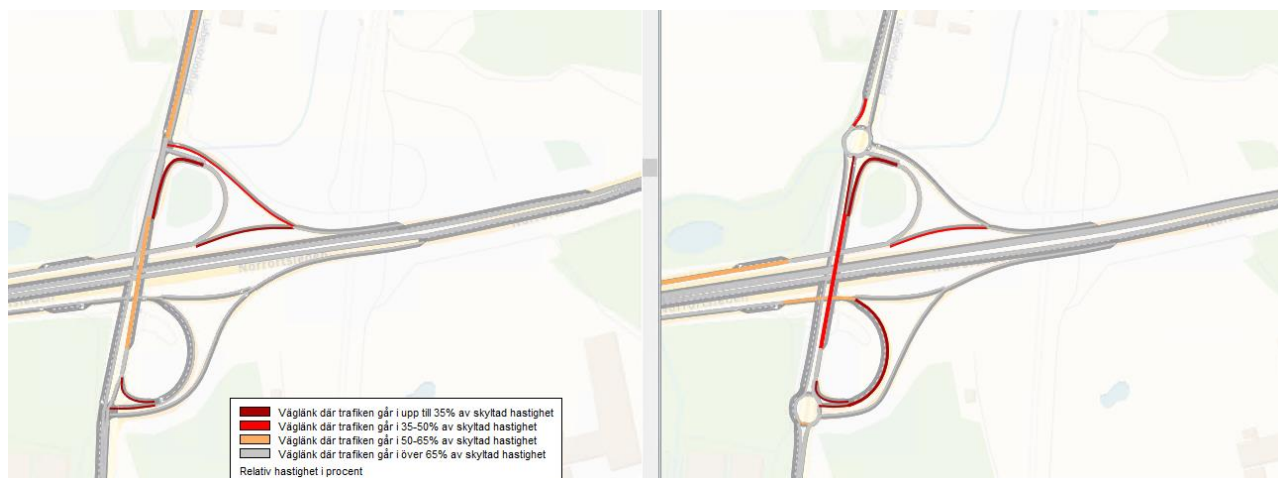 Norrortsleden
Väglänk där trafiken går i upp till 35% av skyltad hastighet
Väglänk där trafiken går i 35-50% av skyltad hastighet
Väglänk där trafiken går i 50-65% av skyltad hastighet
Väglänk där trafiken går i över 65% av skyltad hastighet
Relativ hastighet i procent